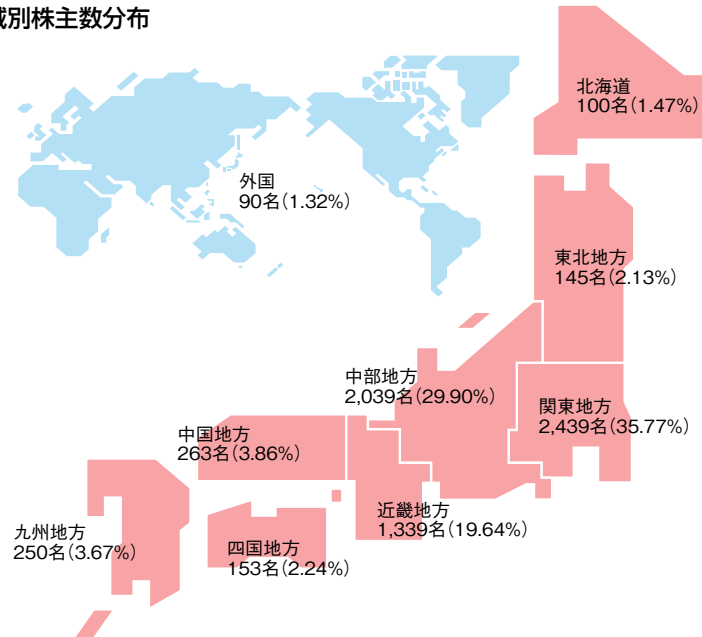 別株主数分布
北海道
100名(1.47%)
外国
90名(1.32%)
東北地方
145名(2.13%)
中部地方
2,039名(29.90%)
関東地方
2,439名(35.77%)
中国地方
263名(3.86%)
近畿地方
1,339名(19.64%)
九州地方
250名(3.67%)
四国地方
153名(2.24%)